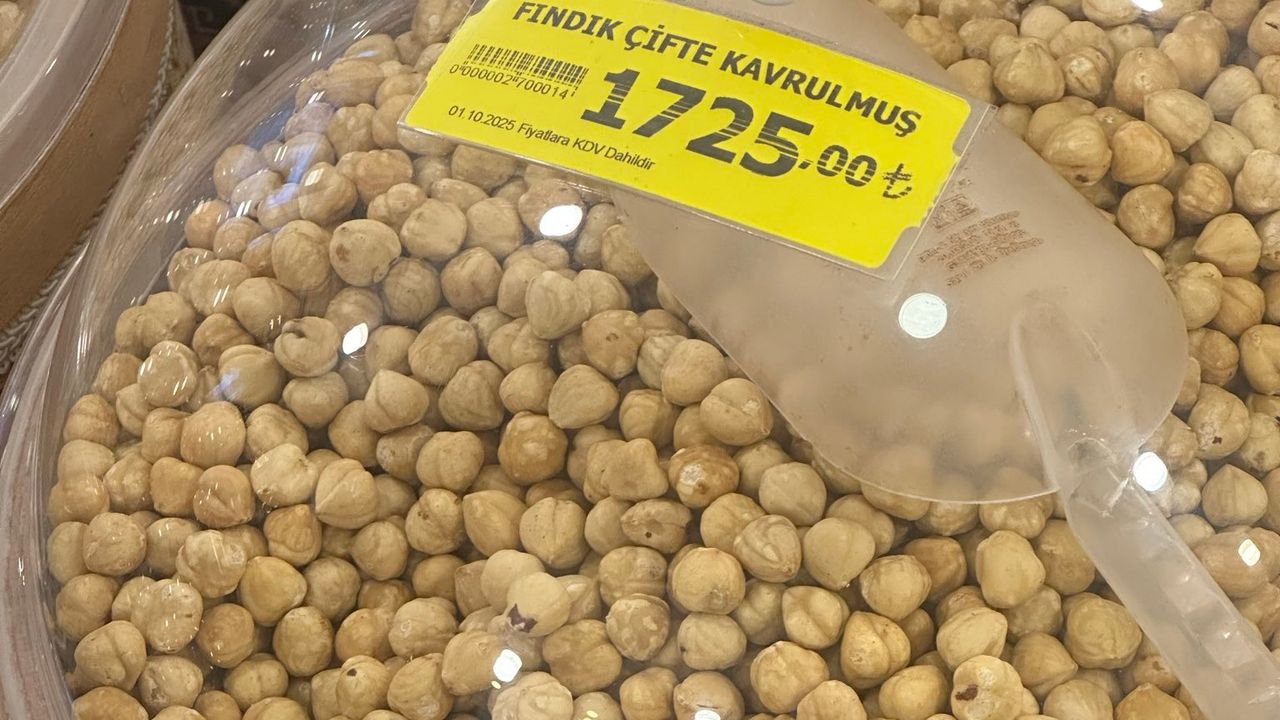 FINDIK ÇİFTE KAVRULMUŞ
0000002700014
1725,00 ₺
01.10.2025 Fiyatlara KDV Dahildir